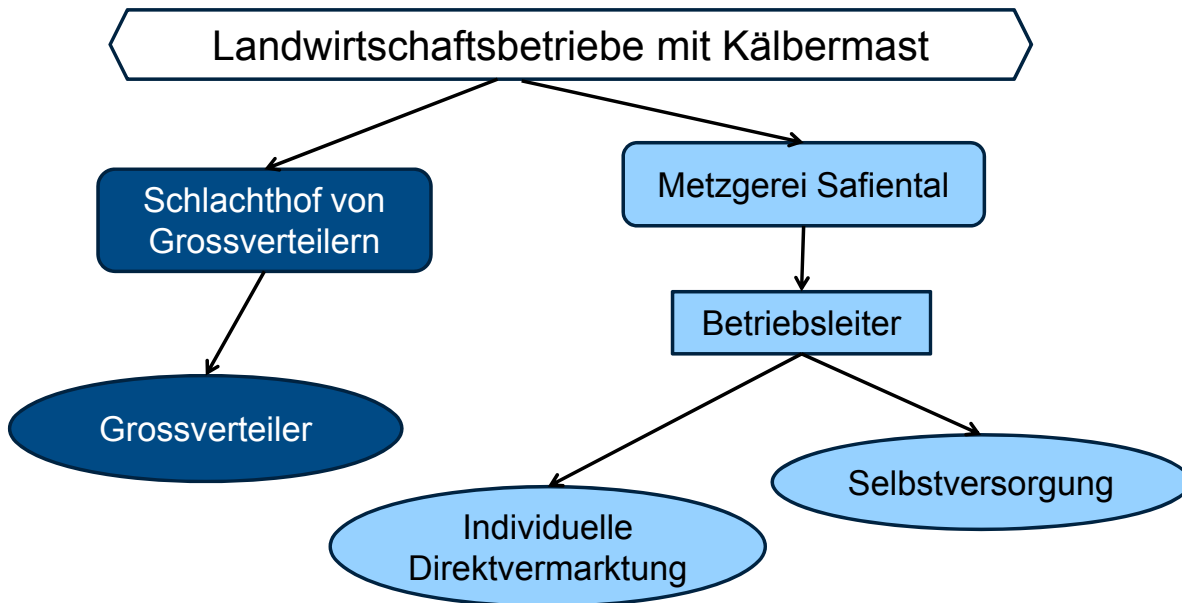 Landwirtschaftsbetriebe mit Kälbermast
Schlachthof von
Grossverteilern
Metzgerei Safiental
Betriebsleiter
Grossverteiler
Selbstversorgung
Individuelle
Direktvermarktung